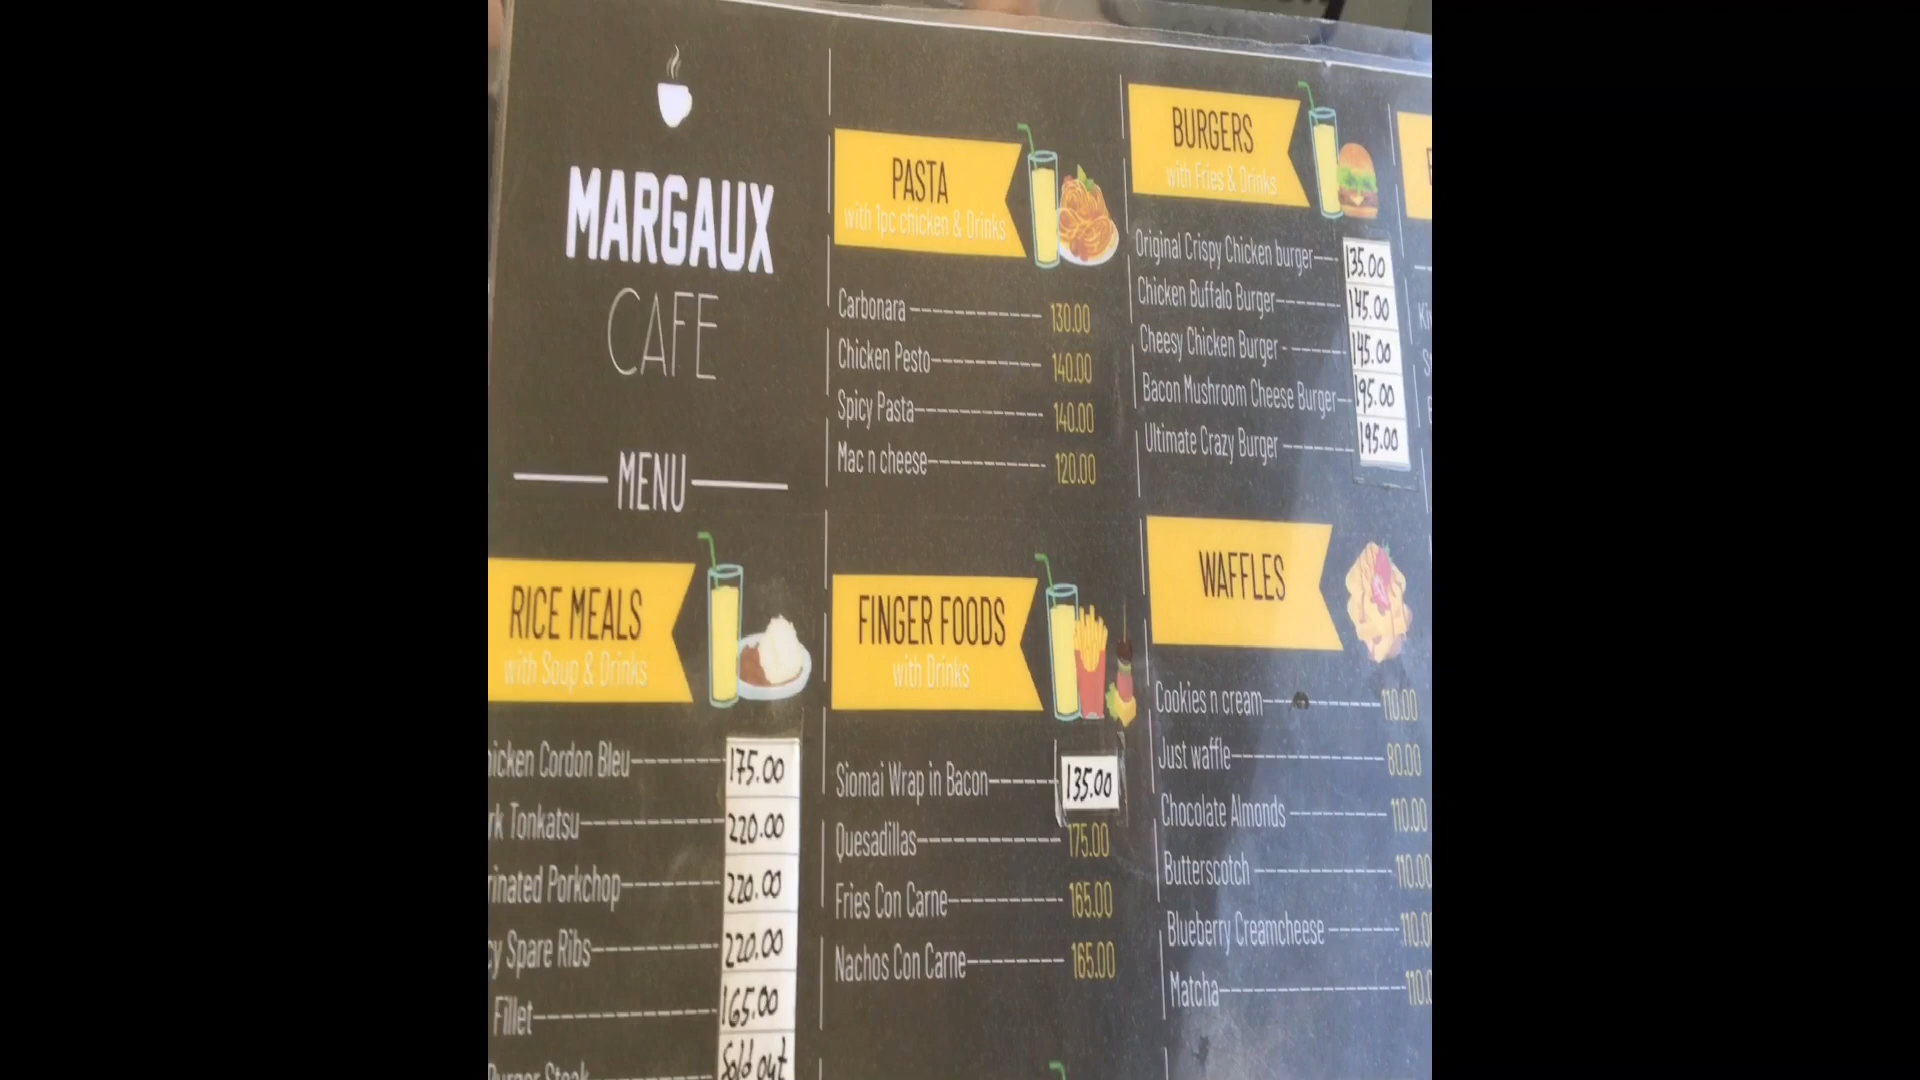 MARGAUX
CAFE
MENU
RICE MEALS
with Soup & Drinks
Cordon Bleu 175.00
Tonkatsu 220.00
Porkchop 220.00
Spare Ribs 220.00
Fillet 165.00
Steak Sold out
PASTA
with 1pc chicken & Drinks
Carbonara 130.00
Chicken Pesto 140.00
Spicy Pasta 140.00
Mac n cheese 120.00
FINGER FOODS
with Drinks
Siomai Wrap in Bacon 135.00
Quesadillas 175.00
Fries Con Carne 165.00
Nachos Con Carne 165.00
BURGERS
with Fries & Drinks
Original Crispy Chicken burger 135.00
Chicken Buffalo Burger 145.00
Cheesy Chicken Burger 145.00
Bacon Mushroom Cheese Burger 195.00
Ultimate Crazy Burger 195.00
WAFFLES
Cookies n cream 110.00
Just waffle 80.00
Chocolate Almonds 110.00
Butterscotch 110.00
Blueberry Creamcheese 110.00
Matcha